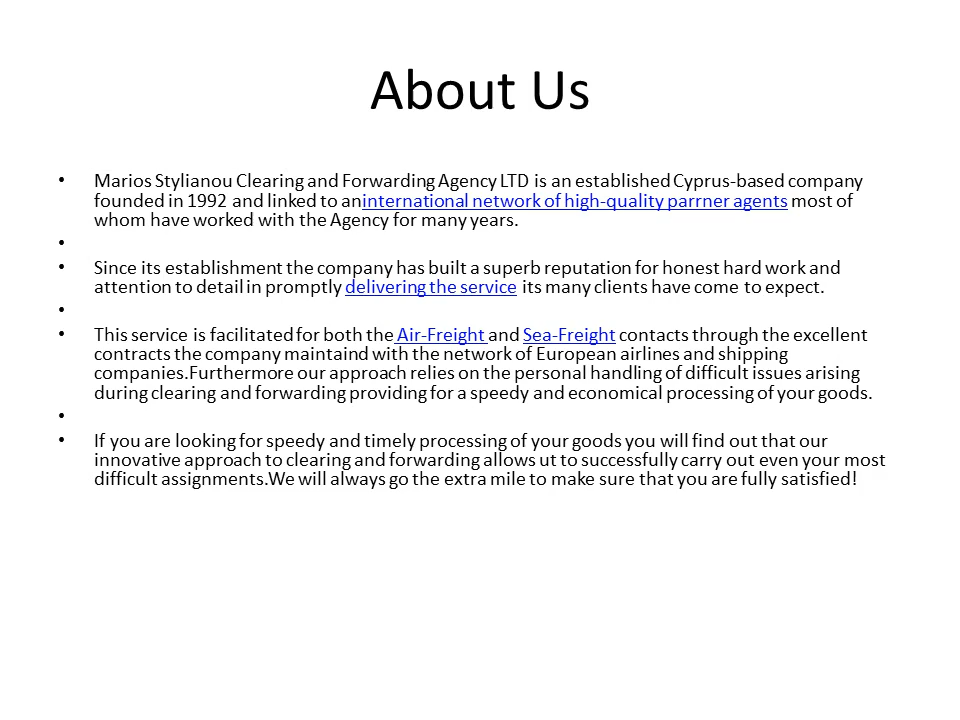 About Us
• Marios Stylianou Clearing and Forwarding Agency LTD is an established Cyprus-based company
founded in 1992 and linked to aninternational network of high-quality parrner agents most of
whom have worked with the Agency for many years.
•
• Since its establishment the company has built a superb reputation for honest hard work and
attention to detail in promptly delivering the service its many clients have come to expect.
•
• This service is facilitated for both the Air-Freight and Sea-Freight contacts through the excellent
contracts the company maintaind with the network of European airlines and shipping
companies.Furthermore our approach relies on the personal handling of difficult issues arising
during clearing and forwarding providing for a speedy and economical processing of your goods.
•
• If you are looking for speedy and timely processing of your goods you will find out that our
innovative approach to clearing and forwarding allows ut to successfully carry out even your most
difficult assignments.We will always go the extra mile to make sure that you are fully satisfied!